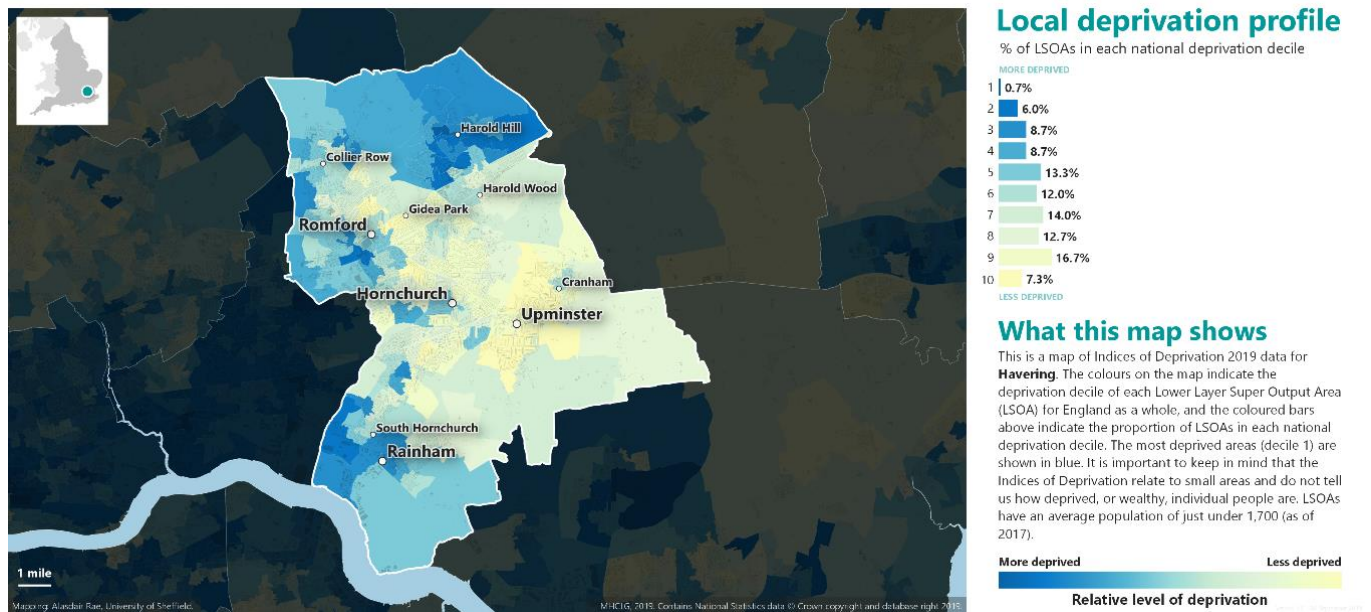 Harold Hill
Collier Row
Harold Wood
Gidea Park
Romford
Cranham
Hornchurch
Upminster
South Hornchurch
Rainham
1 mile
Mapping: Alasdair Rae, University of Sheffield.
MHCLG, 2019. Contains National Statistics data © Crown copyright and database right 2019.
Local deprivation profile
% of LSOAs in each national deprivation decile
MORE DEPRIVED
1 0.7%
2 6.0%
3 8.7%
4 8.7%
5 13.3%
6 12.0%
7 14.0%
8 12.7%
9 16.7%
10 7.3%
LESS DEPRIVED
What this map shows
This is a map of Indices of Deprivation 2019 data for
Havering. The colours on the map indicate the
deprivation decile of each Lower Layer Super Output Area
(LSOA) for England as a whole, and the coloured bars
above indicate the proportion of LSOAs in each national
deprivation decile. The most deprived areas (decile 1) are
shown in blue. It is important to keep in mind that the
Indices of Deprivation relate to small areas and do not tell
us how deprived, or wealthy, individual people are. LSOAs
have an average population of just under 1,700 (as of
2017).
More deprived Less deprived
Relative level of deprivation